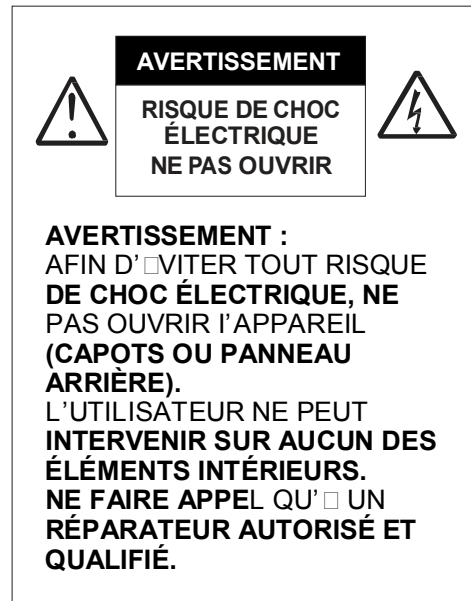 AVERTISSEMENT
RISQUE DE CHOC
ÉLECTRIQUE
NE PAS OUVRIR
AVERTISSEMENT :
AFIN D'□VITER TOUT RISQUE
DE CHOC ÉLECTRIQUE, NE
PAS OUVRIR l'APPAREIL
(CAPOTS OU PANNEAU
ARRIÈRE).
L'UTILISATEUR NE PEUT
INTERVENIR SUR AUCUN DES
ÉLÉMENTS INTÉRIEURS.
NE FAIRE APPEL QU'□ UN
RÉPARATEUR AUTORISÉ ET
QUALIFIÉ.